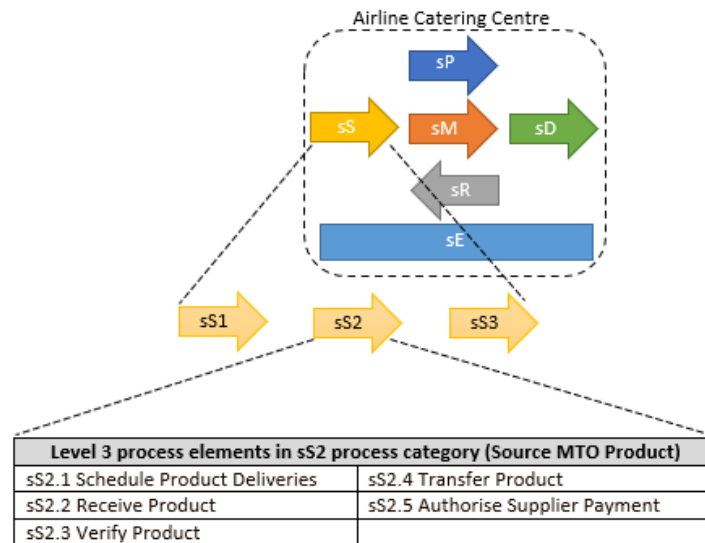 Airline Catering Centre
sP
sS
sM
sD
sR
sE
sS1
sS2
sS3
Level 3 process elements in sS2 process category (Source MTO Product)
sS2.1 Schedule Product Deliveries
sS2.4 Transfer Product
sS2.2 Receive Product
sS2.5 Authorise Supplier Payment
sS2.3 Verify Product